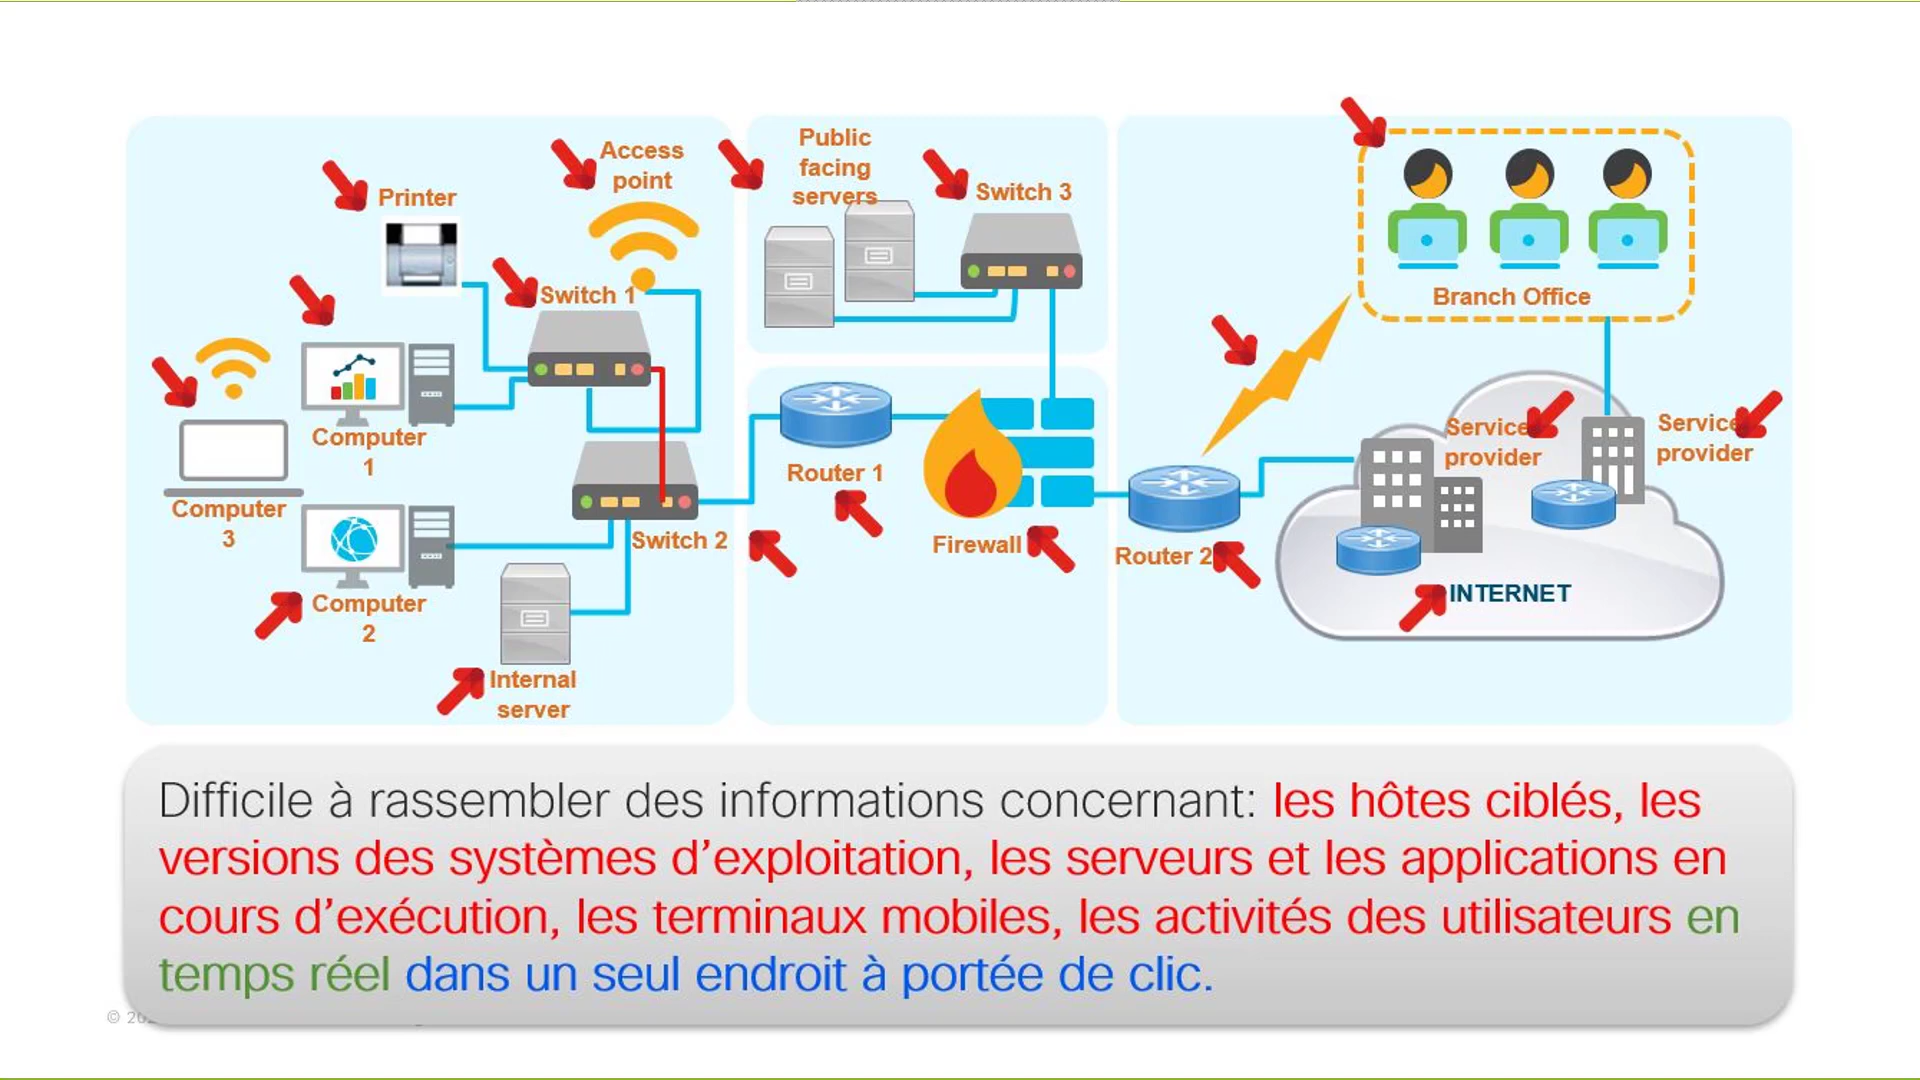 Printer
Access
point
Switch 1
Computer
1
Computer
3
Computer
2
Switch 2
Internal
server
Public
facing
servers
Switch 3
Router 1
Firewall
Router 2
Branch Office
Service
provider
Service
provider
INTERNET
Difficile à rassembler des informations concernant: les hôtes ciblés, les
versions des systèmes d’exploitation, les serveurs et les applications en
cours d’exécution, les terminaux mobiles, les activités des utilisateurs en
temps réel dans un seul endroit à portée de clic.
©